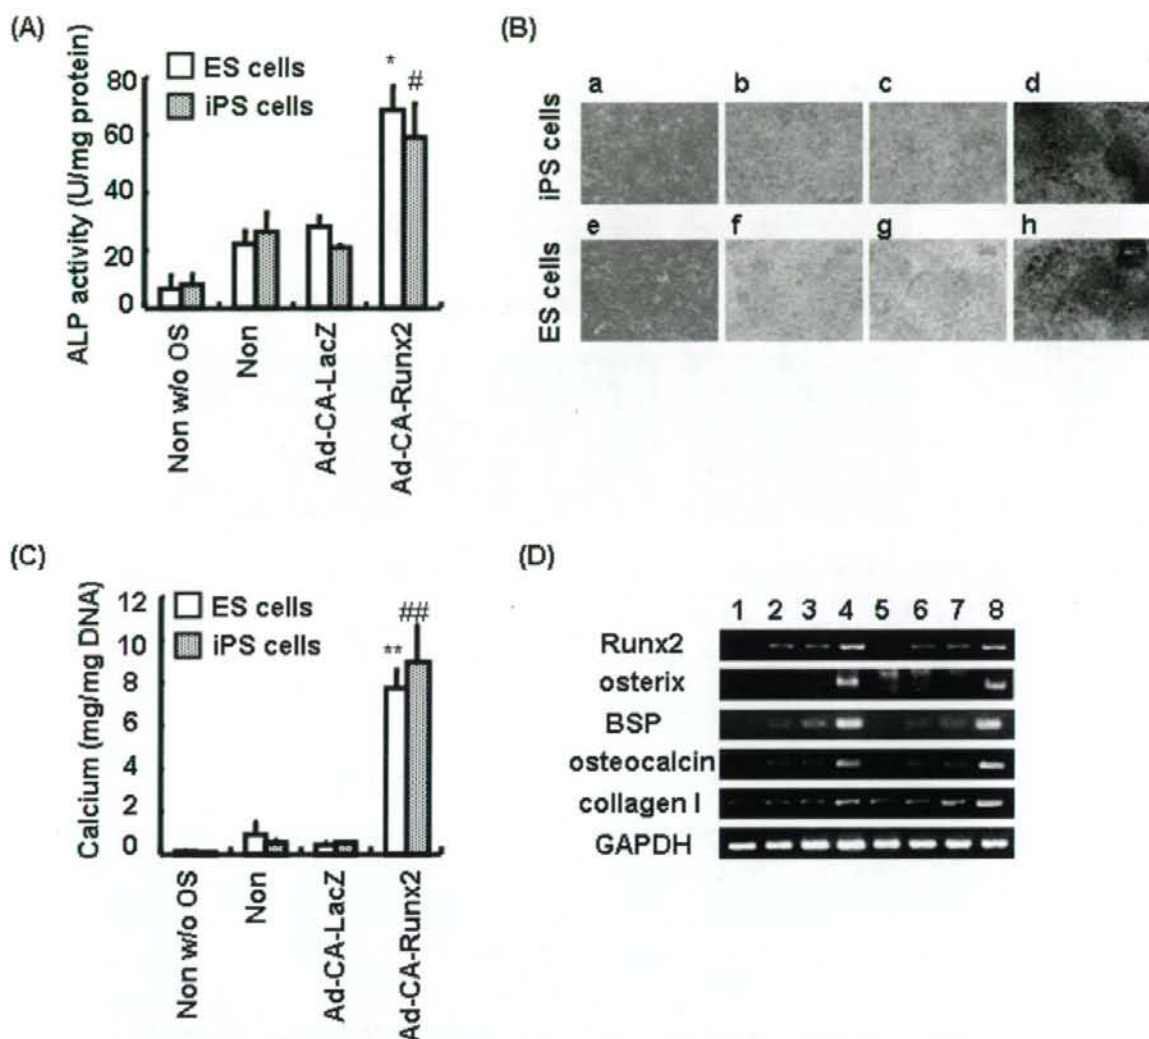 (A)
ALP activity (U/mg protein)
ES cells
iPS cells
80
60
40
20
0
*
#
Non w/o OS
Non
Ad-CA-LacZ
Ad-CA-Runx2
(B)
a b c d
iPS cells
e f g h
ES cells
(C)
Calcium (mg/mg DNA)
ES cells
iPS cells
12
10
8
6
4
2
0
**
##
Non w/o OS
Non
Ad-CA-LacZ
Ad-CA-Runx2
(D)
1 2 3 4 5 6 7 8
Runx2
osterix
BSP
osteocalcin
collagen I
GAPDH